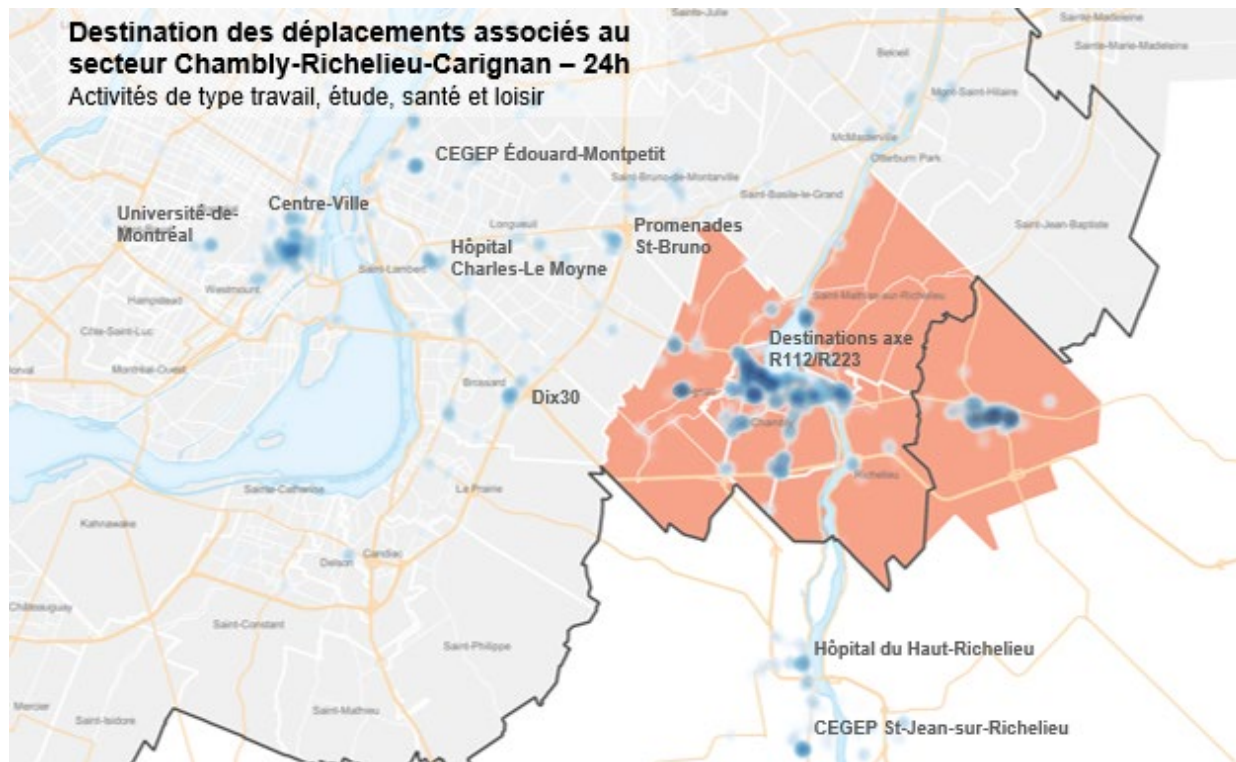 Destination des déplacements associés au
secteur Chambly-Richelieu-Carignan – 24h
Activités de type travail, étude, santé et loisir
Sainte-Julie
Sainte-Madeleine
Sainte-Marie-Madeleine
Beloeil
Mont-Saint-Hilaire
McMasterville
Otterburn Park
CEGEP Édouard-Montpetit
Saint-Bruno-de-Montarville
Saint-Basile-le-Grand
Saint-Jean-Baptiste
Université-de-
Montréal
Centre-Ville
Longueuil
Promenades
St-Bruno
Hôpital
Charles-Le Moyne
Saint-Lambert
Westmount
Hampstead
Côte-Saint-Luc
Montréal-Ouest
Saint-Mathias-sur-Richelieu
Destinations axe
R112/R223
Brossard
Dix30
Chambly
Richelieu
La Prairie
Sainte-Catherine
Kahnawake
Delson
Candiac
Châteauguay
Saint-Constant
Saint-Philippe
Hôpital du Haut-Richelieu
Mercier
Saint-Isidore
Saint-Mathieu
CEGEP St-Jean-sur-Richelieu